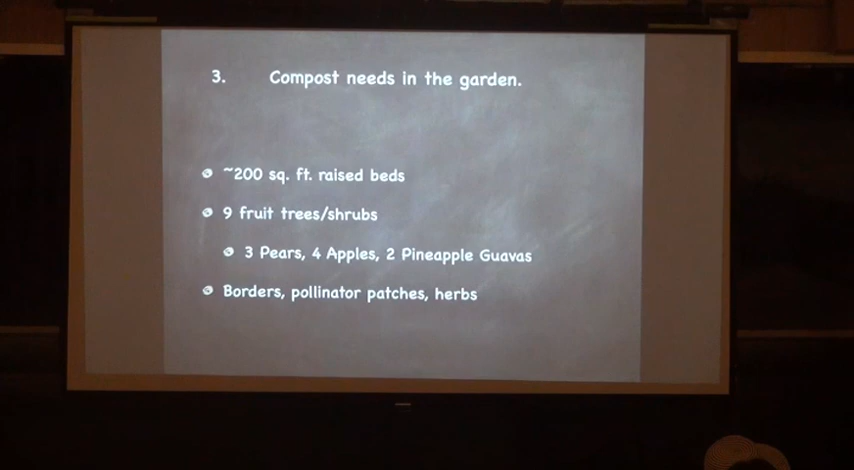 3. Compost needs in the garden.
~200 sq. ft. raised beds
9 fruit trees/shrubs
3 Pears, 4 Apples, 2 Pineapple Guavas
Borders, pollinator patches, herbs